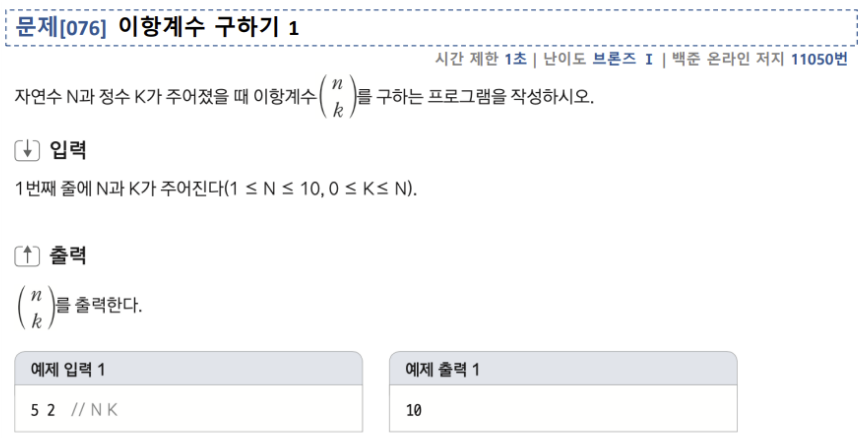 문제[076] 이항계수 구하기 1
시간 제한 1초 | 난이도 브론즈 I | 백준 온라인 저지 11050번
자연수 N과 정수 K가 주어졌을 때 이항계수(n k)를 구하는 프로그램을 작성하시오.
입력
1번째 줄에 N과 K가 주어진다(1 ≤ N ≤ 10, 0 ≤ K≤ N).
출력
(n k)를 출력한다.
예제 입력 1
5 2 // N K
예제 출력 1
10